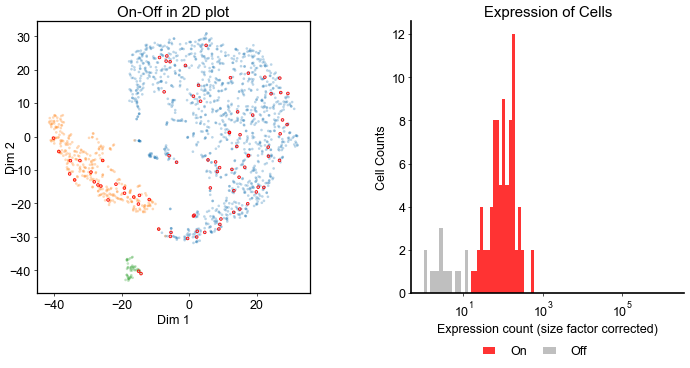 On-Off in 2D plot
30
20
10
0
−10
−20
−30
−40
Dim 2
−40 −20 0 20
Dim 1
Expression of Cells
12
10
8
6
4
2
0
Cell Counts
10^1 10^3 10^5
Expression count (size factor corrected)
On Off